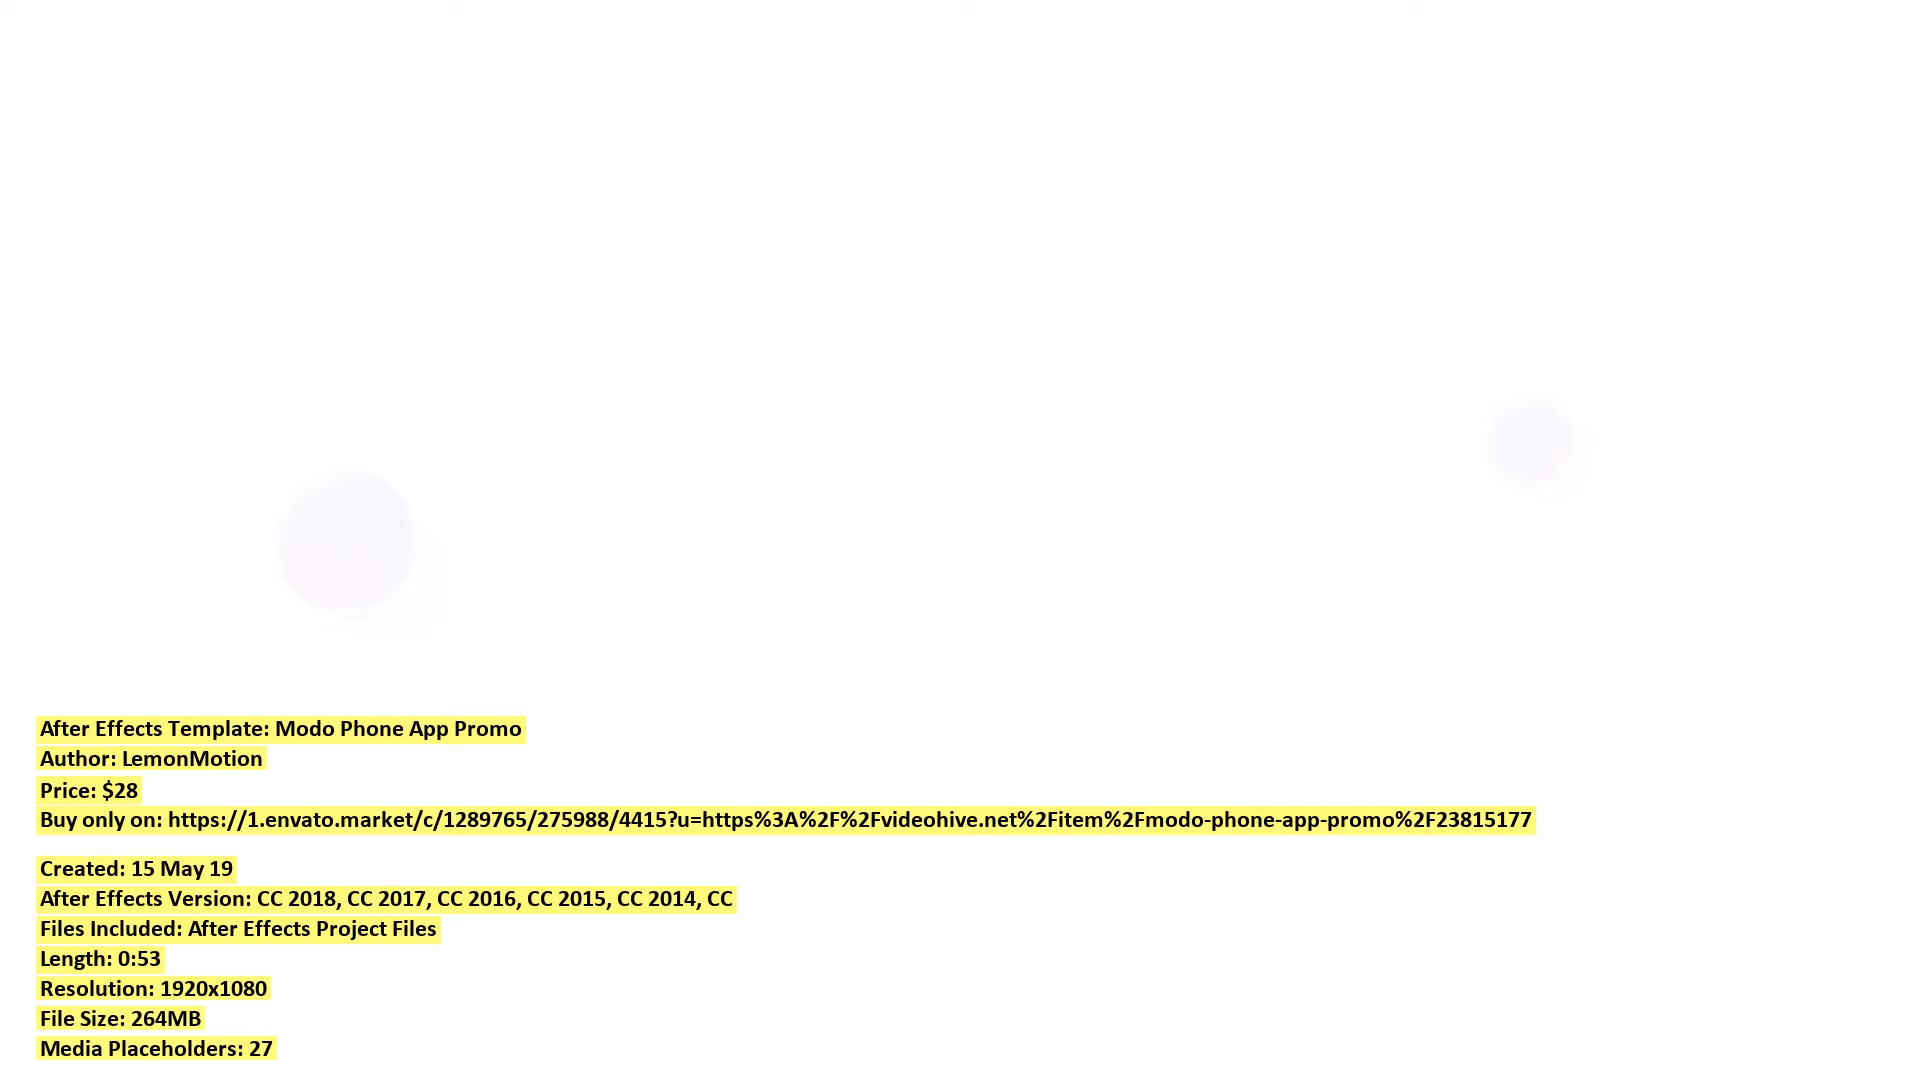 After Effects Template: Modo Phone App Promo
Author: LemonMotion
Price: $28
Buy only on: https://1.envato.market/c/1289765/275988/4415?u=https%3A%2F%2Fvideohive.net%2Fitem%2Fmodo-phone-app-promo%2F23815177
Created: 15 May 19
After Effects Version: CC 2018, CC 2017, CC 2016, CC 2015, CC 2014, CC
Files Included: After Effects Project Files
Length: 0:53
Resolution: 1920x1080
File Size: 264MB
Media Placeholders: 27